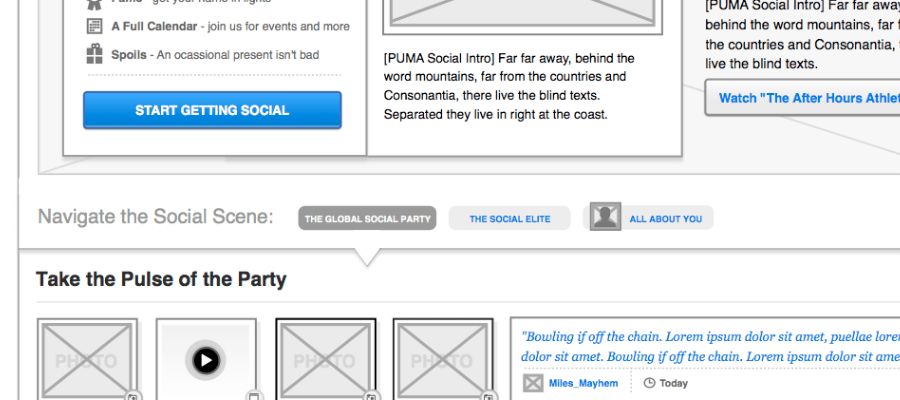 Fame - get your name in lights
A Full Calendar - join us for events and more
Spoils - An ocassional present isn't bad
START GETTING SOCIAL
[PUMA Social Intro] Far far away, behind the
word mountains, far from the countries and
Consonantia, there live the blind texts.
Separated they live in right at the coast.
[PUMA Social Intro] Far far away
behind the word mountains, far f
the countries and Consonantia,
live the blind texts.
Watch "The After Hours Athlet
Navigate the Social Scene:
THE GLOBAL SOCIAL PARTY
THE SOCIAL ELITE
ALL ABOUT YOU
Take the Pulse of the Party
PHOTO
PHOTO
PHOTO
"Bowling if off the chain. Lorem ipsum dolor sit amet, puellae lorem
dolor sit amet. Bowling if off the chain. Lorem ipsum dolor sit ame
Miles_Mayhem
Today